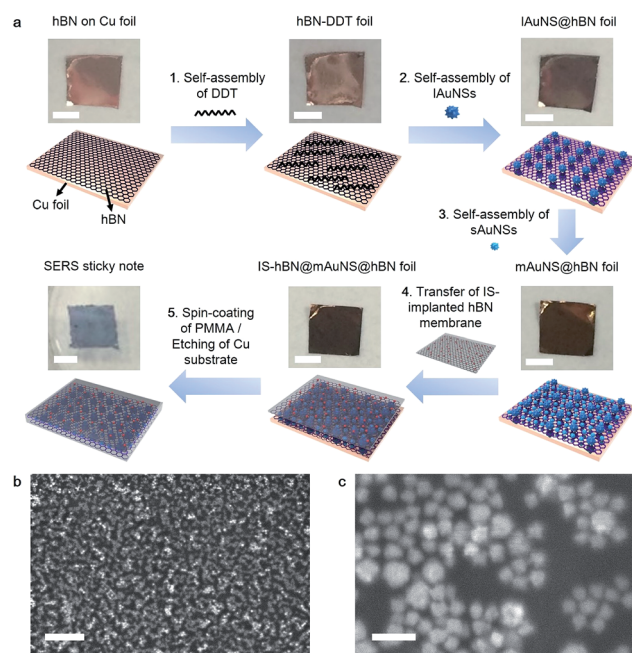 a
hBN on Cu foil
hBN-DDT foil
lAuNS@hBN foil
1. Self-assembly
of DDT
2. Self-assembly of
lAuNSs
Cu foil
hBN
3. Self-assembly of
sAuNSs
SERS sticky note
IS-hBN@mAuNS@hBN foil
mAuNS@hBN foil
5. Spin-coating
of PMMA /
Etching of Cu
substrate
4. Transfer of IS-
implanted hBN
membrane
b
c